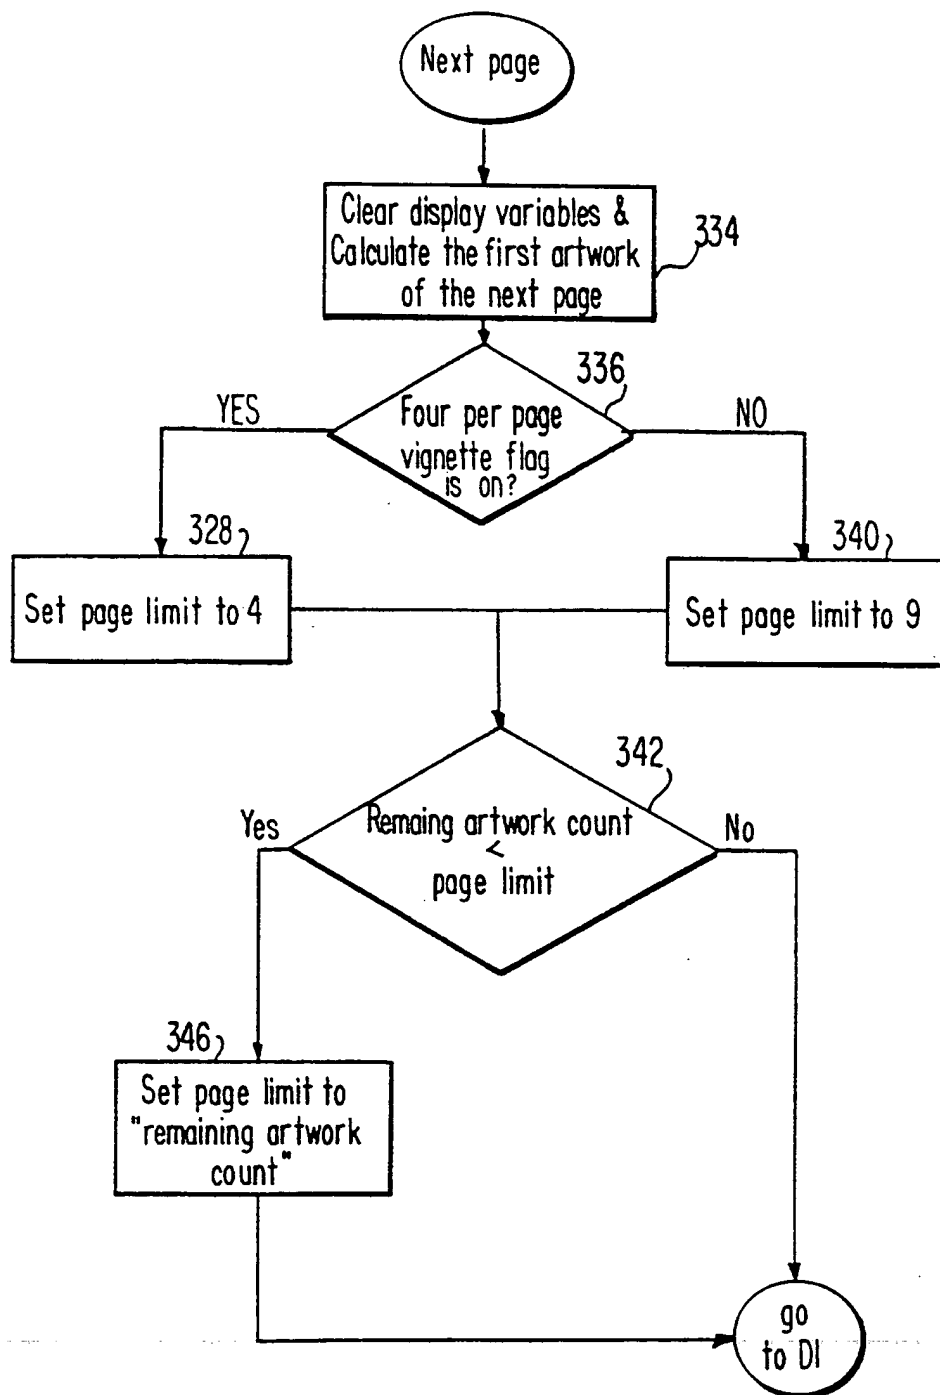 Next page
Clear display variables &
Calculate the first artwork
of the next page
334
336
Four per page
vignette flag
is on?
YES
NO
328
Set page limit to 4
340
Set page limit to 9
342
Remaing artwork count
<
page limit
Yes
No
346
Set page limit to
"remaining artwork
count"
go
to D1